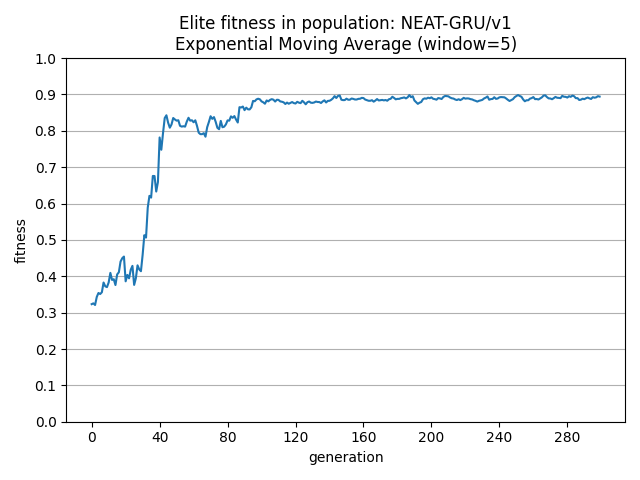 Elite fitness in population: NEAT-GRU/v1
Exponential Moving Average (window=5)
1.0
0.9
0.8
0.7
0.6
0.5
0.4
0.3
0.2
0.1
0.0
fitness
0 40 80 120 160 200 240 280
generation